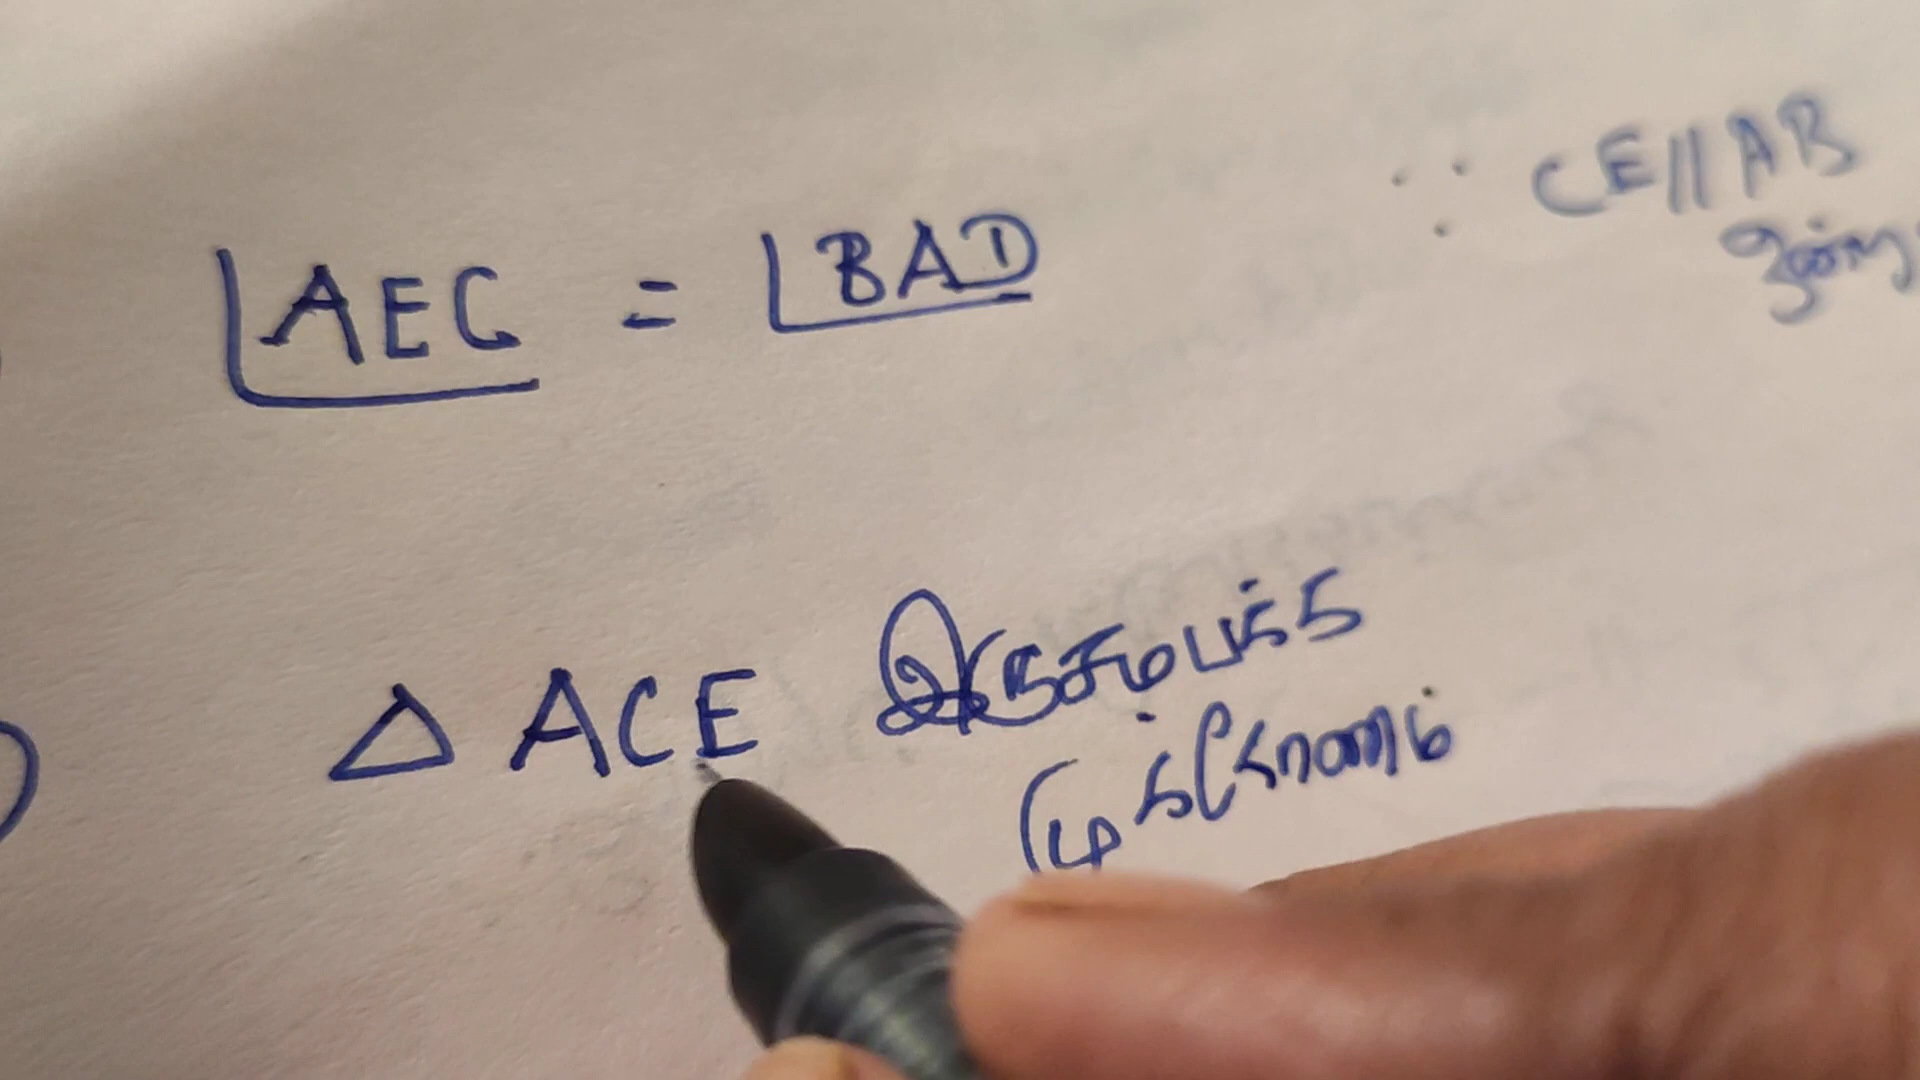 ∠AEC = ∠BAD
∵ CE||AB
△ ACE இருசமபக்க
முக்கோணம்